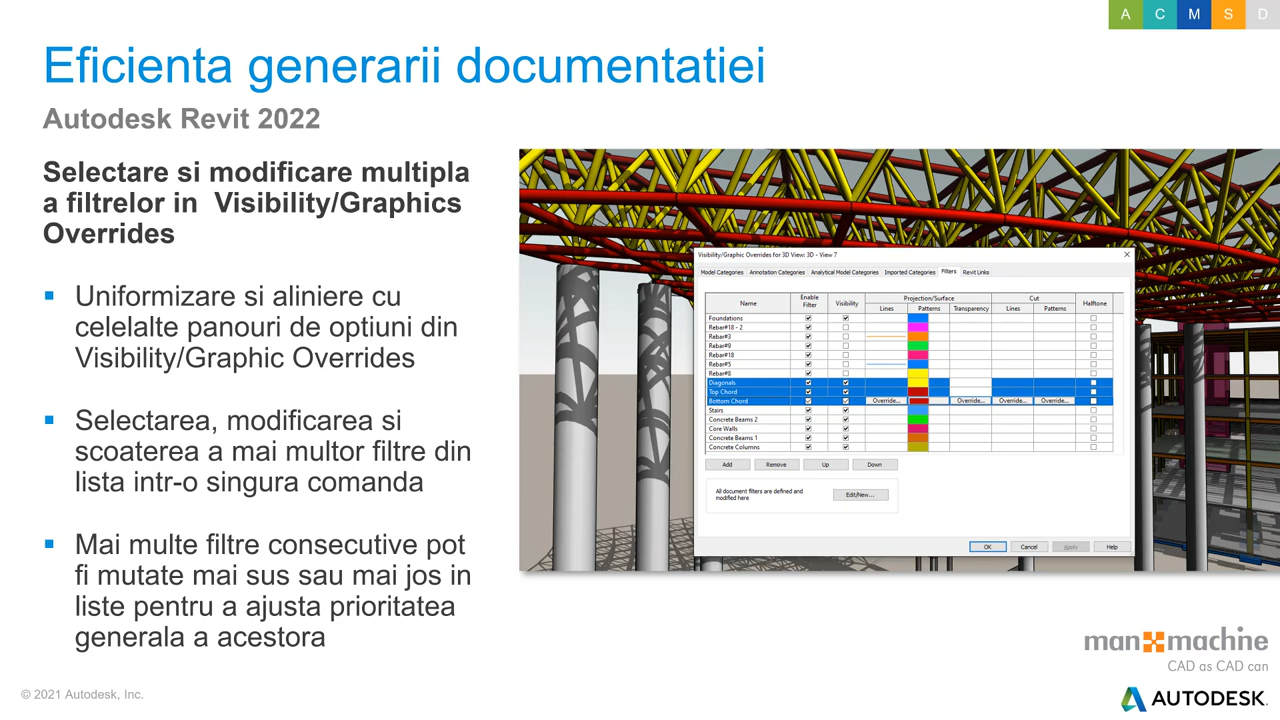 A C M S D
Eficienta generarii documentatiei
Autodesk Revit 2022
Selectare si modificare multipla
a filtrelor in Visibility/Graphics
Overrides
Uniformizare si aliniere cu
celelalte panouri de optiuni din
Visibility/Graphic Overrides
Selectarea, modificarea si
scoaterea a mai multor filtre din
lista intr-o singura comanda
Mai multe filtre consecutive pot
fi mutate mai sus sau mai jos in
liste pentru a ajusta prioritatea
generala a acestora
Visibility/Graphic Overrides for 3D View: 3D - View 7
Model Categories Annotation Categories Analytical Model Categories Imported Categories Filters Revit Links
Name Enable Filter Visibility Projection/Surface Cut Halftone
Lines Patterns Transparency Lines Patterns
Foundations
Rebar#18 - 2
Rebar#3
Rebar#9
Rebar#18
Rebar#5
Rebar#8
Diagonals
Top Chord
Bottom Chord Override... Override... Override... Override...
Stairs
Concrete Beams 2
Core Walls
Concrete Beams 1
Concrete Columns
Add Remove Up Down
All document filters are defined and
modified here
Edit/New...
OK Cancel Apply Help
man machine
CAD as CAD can
AUTODESK.
© 2021 Autodesk, Inc.